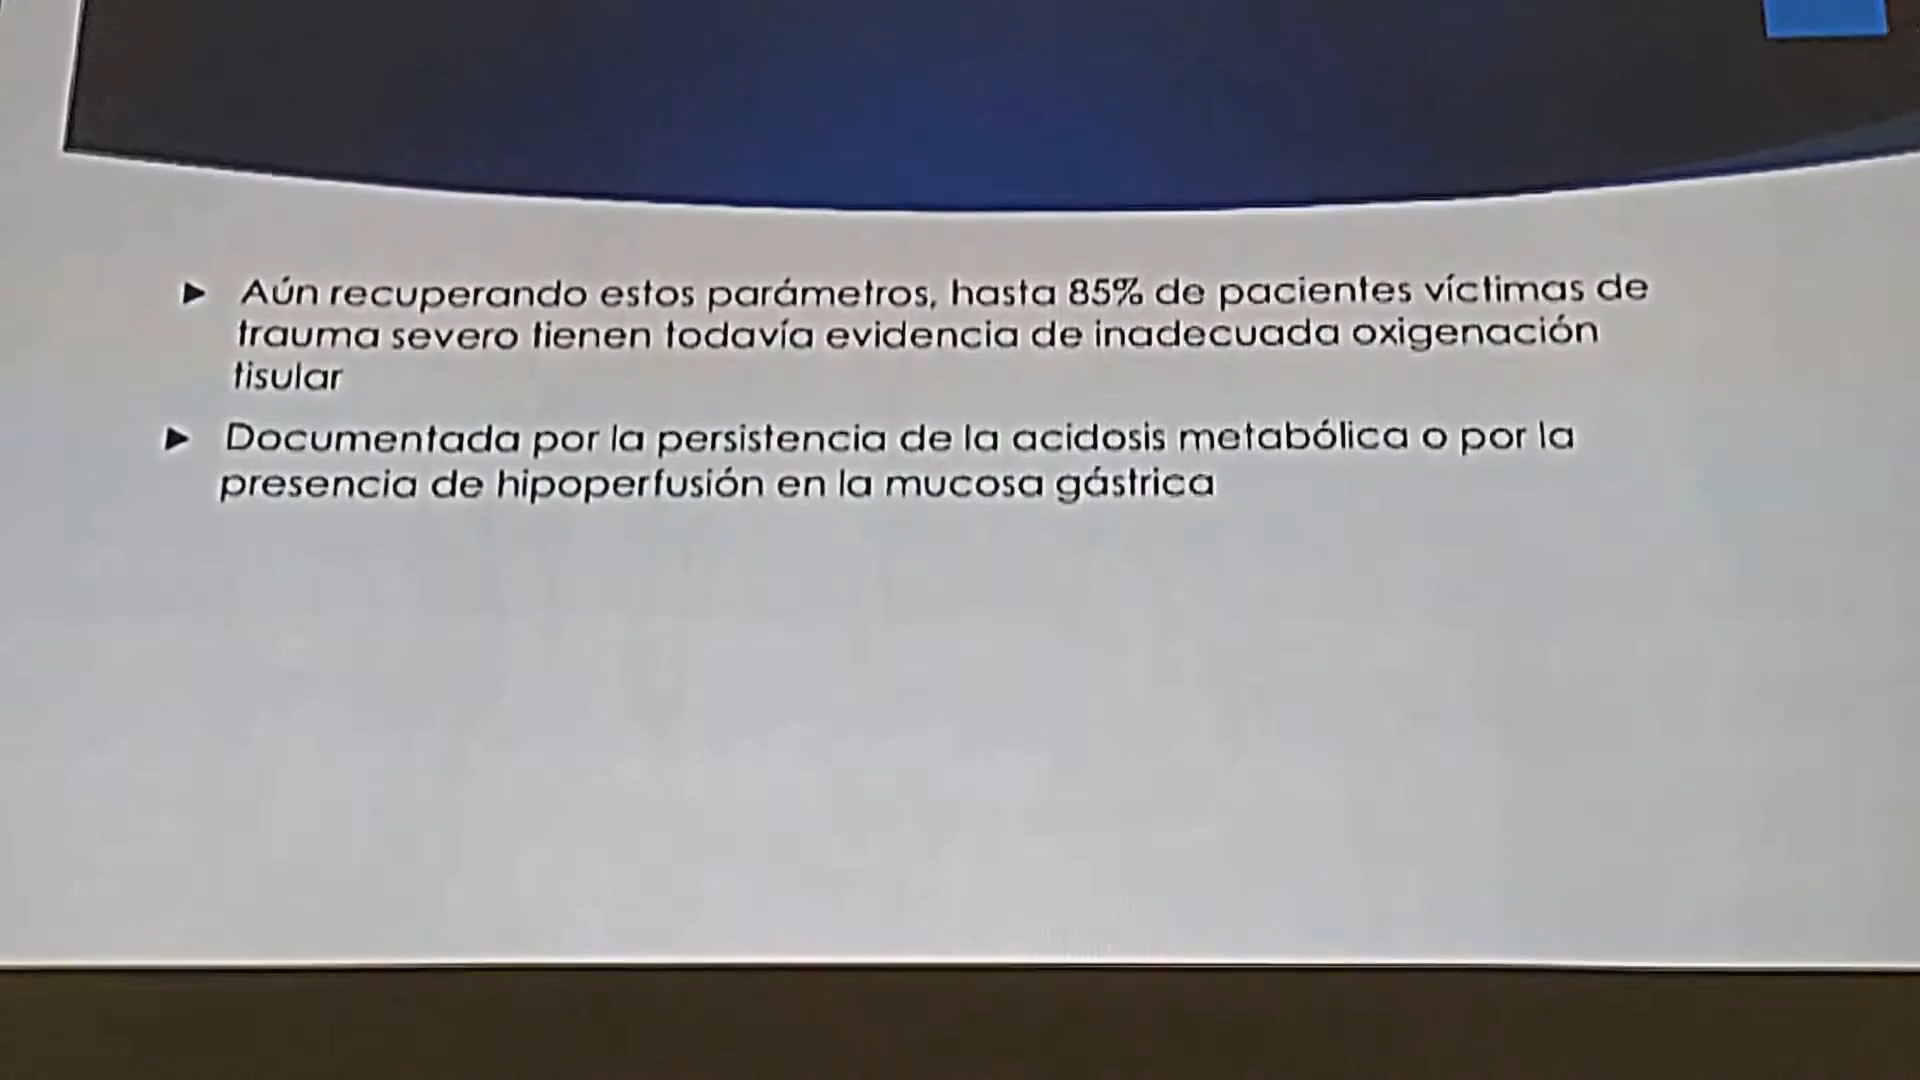 Aún recuperando estos parámetros, hasta 85% de pacientes víctimas de
trauma severo tienen todavía evidencia de inadecuada oxigenación
tisular
Documentada por la persistencia de la acidosis metabólica o por la
presencia de hipoperfusión en la mucosa gástrica